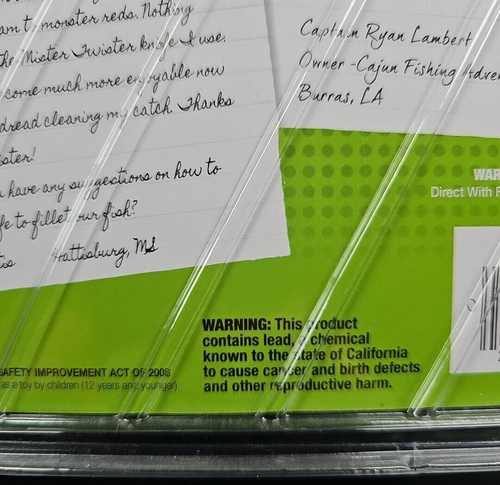 am to monster reds. Nothing
the Mister Twister knife I use.
come much more enjoyable now
dread cleaning my catch. Thanks
ster!
have any suggestions on how to
fe to fillet our fish?
Hattisburg, MS
Captain Ryan Lambert
Owner-Cajun Fishing Adve
Burras, LA
WAR
Direct With F
WARNING: This product
contains lead, a chemical
known to the state of California
to cause cancer and birth defects
and other reproductive harm.
SAFETY IMPROVEMENT ACT OF 2008
as a toy by children (12 years and younger)